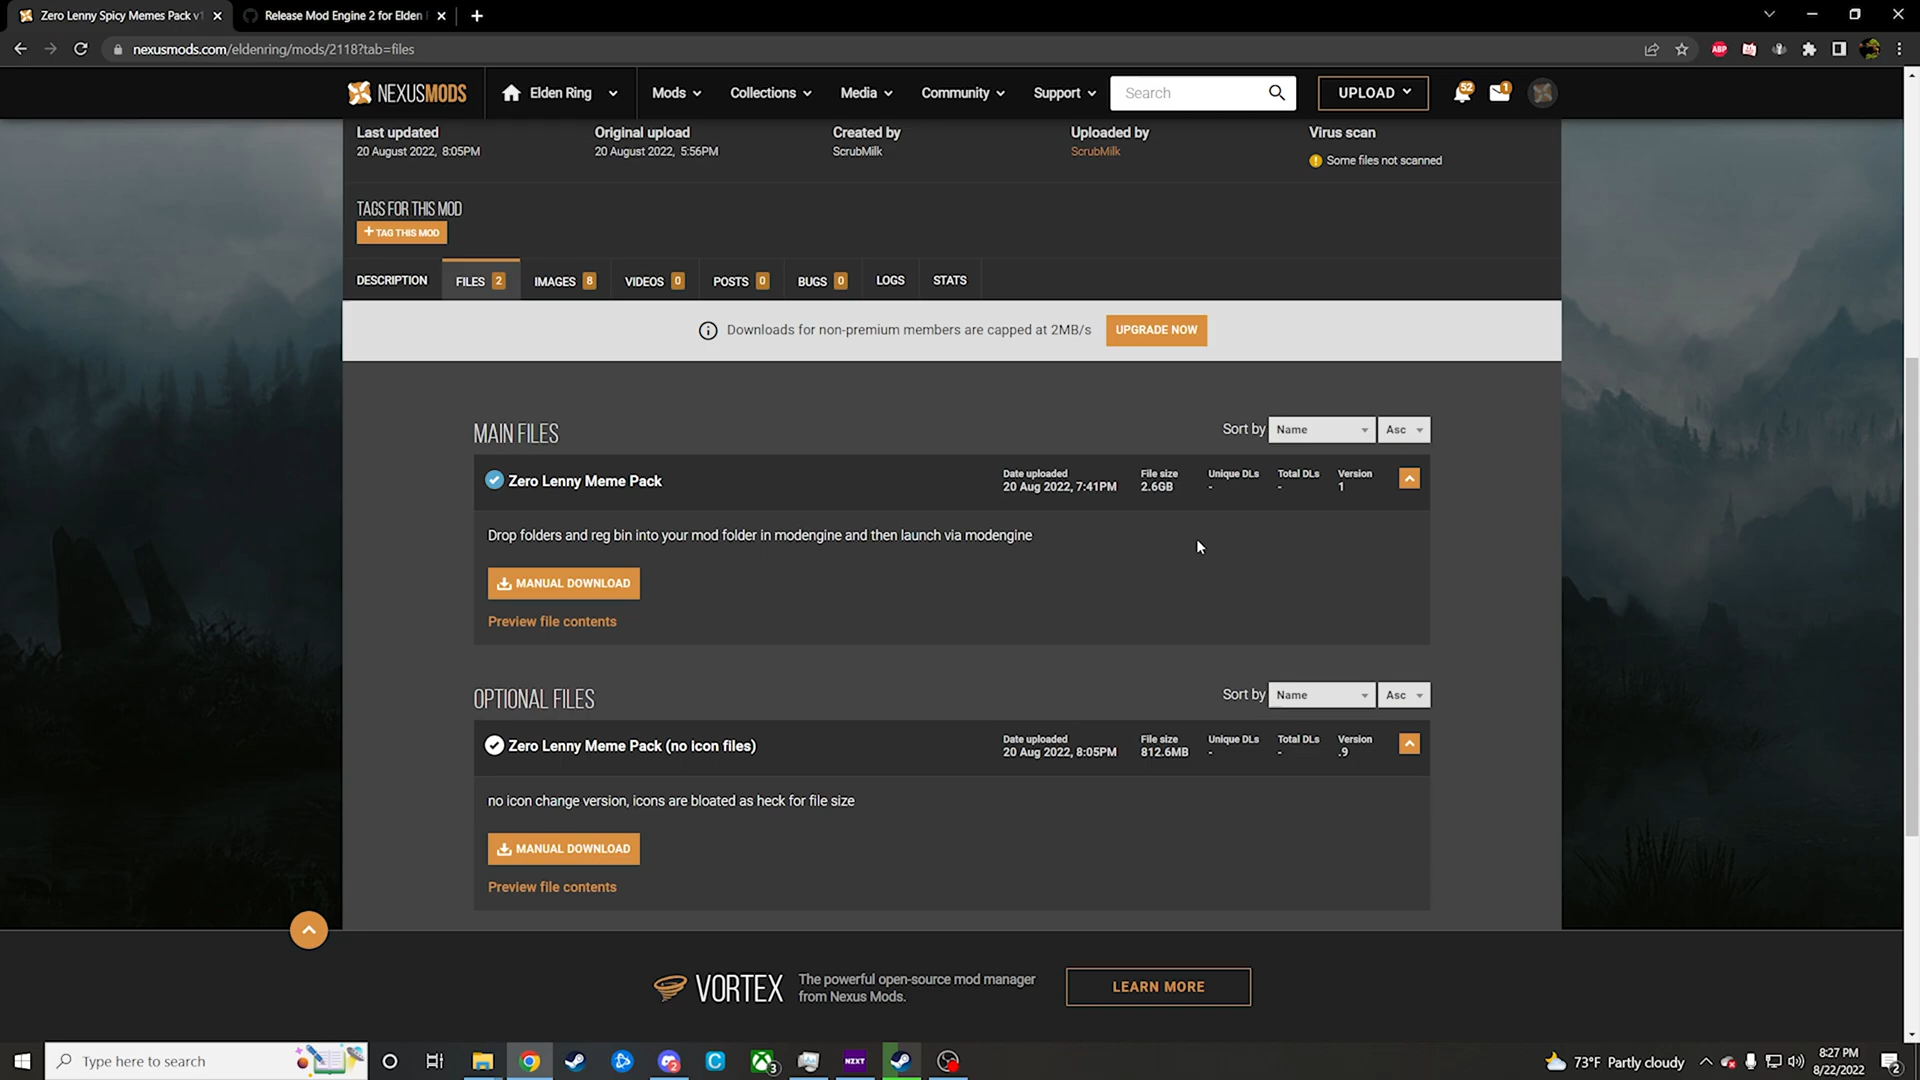 Zero Lenny Spicy Memes Pack v1
Release Mod Engine 2 for Elden
nexusmods.com/eldenring/mods/2118?tab=files
ABP
NEXUSMODS
Elden Ring
Mods
Collections
Media
Community
Support
Search
UPLOAD
52
1
Last updated
20 August 2022, 8:05PM
Original upload
20 August 2022, 5:56PM
Created by
ScrubMilk
Uploaded by
ScrubMilk
Virus scan
Some files not scanned
TAGS FOR THIS MOD
+ TAG THIS MOD
DESCRIPTION
FILES 2
IMAGES 8
VIDEOS 0
POSTS 0
BUGS 0
LOGS
STATS
Downloads for non-premium members are capped at 2MB/s
UPGRADE NOW
MAIN FILES
Sort by Name Asc
Zero Lenny Meme Pack
Date uploaded
20 Aug 2022, 7:41PM
File size
2.6GB
Unique DLs
-
Total DLs
-
Version
1
Drop folders and reg bin into your mod folder in modengine and then launch via modengine
MANUAL DOWNLOAD
Preview file contents
OPTIONAL FILES
Sort by Name Asc
Zero Lenny Meme Pack (no icon files)
Date uploaded
20 Aug 2022, 8:05PM
File size
812.6MB
Unique DLs
-
Total DLs
-
Version
.9
no icon change version, icons are bloated as heck for file size
MANUAL DOWNLOAD
Preview file contents
VORTEX
The powerful open-source mod manager
from Nexus Mods.
LEARN MORE
Type here to search
2
3
NZXT
73°F Partly cloudy
8:27 PM
8/22/2022
2